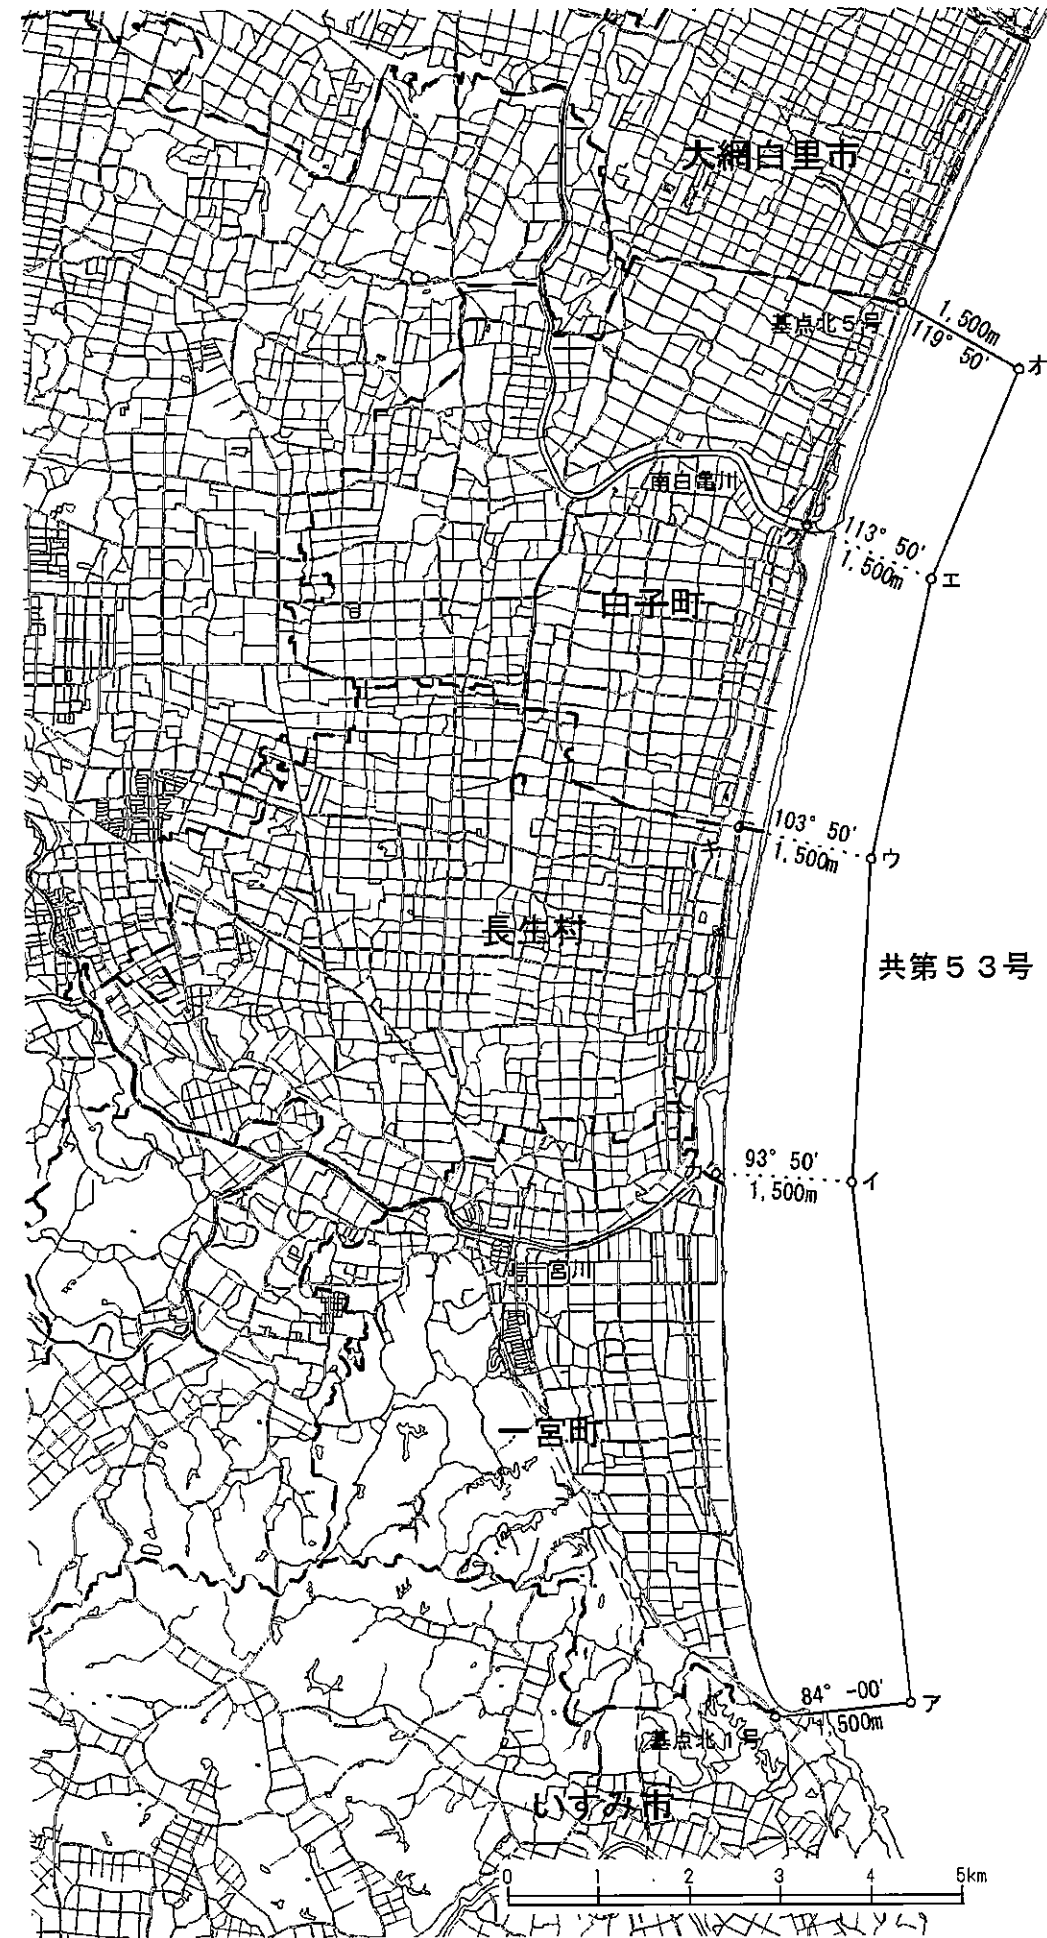 大網白里市
基点北5号
1,500m
119° 50'
オ
南白亀川
ク
113° 50'
1,500m
エ
白子町
キ
103° 50'
1,500m
ウ
長生村
共第53号
カ
93° 50'
1,500m
イ
一宮川
一宮町
84° -00'
1,500m
ア
基点北1号
いすみ市
0 1 2 3 4 5km